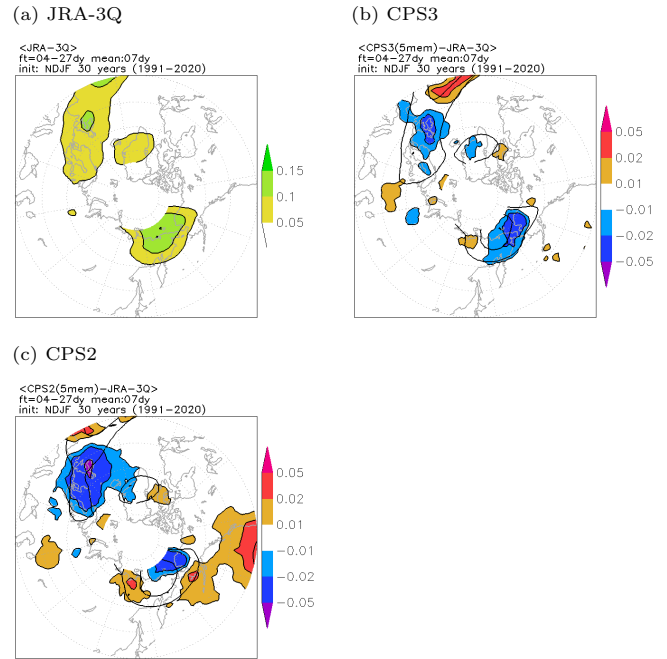 (a) JRA-3Q
<JRA-3Q>
ft=04-27dy mean:07dy
init: NDJF 30 years (1991-2020)
0.15
0.1
0.05
(b) CPS3
<CPS3(5mem)-JRA-3Q>
ft=04-27dy mean:07dy
init: NDJF 30 years (1991-2020)
0.05
0.02
0.01
-0.01
-0.02
-0.05
(c) CPS2
<CPS2(5mem)-JRA-3Q>
ft=04-27dy mean:07dy
init: NDJF 30 years (1991-2020)
0.05
0.02
0.01
-0.01
-0.02
-0.05